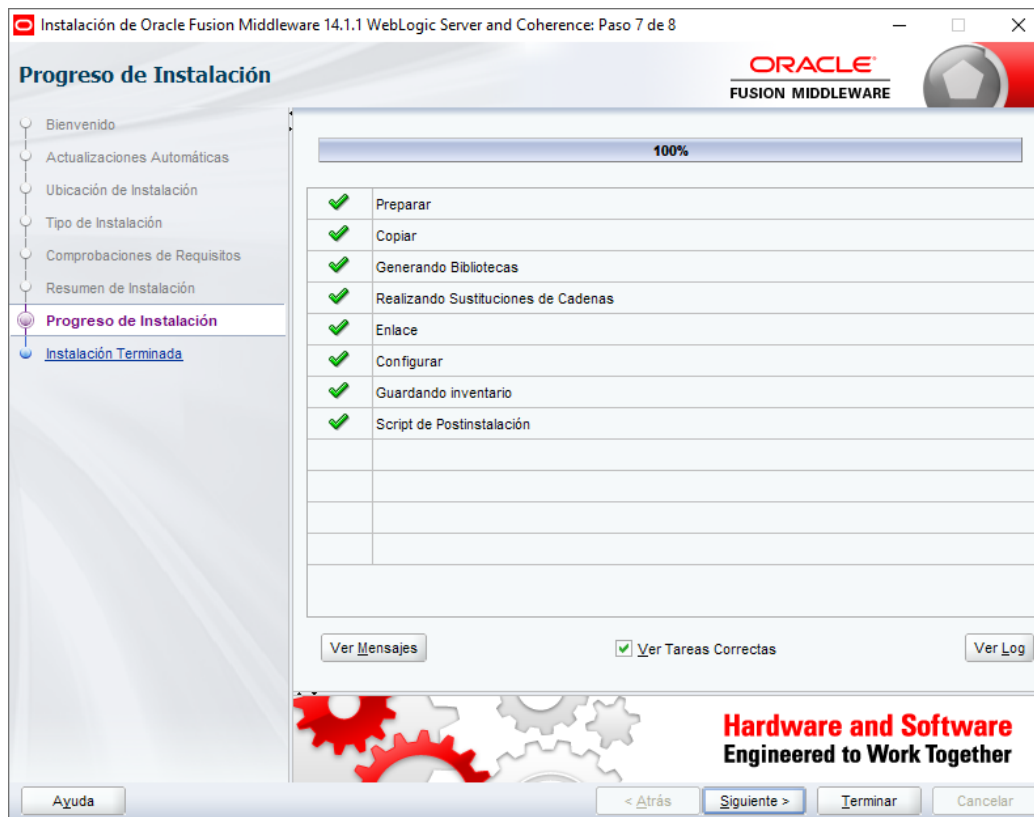 Instalación de Oracle Fusion Middleware 14.1.1 WebLogic Server and Coherence: Paso 7 de 8
Progreso de Instalación
ORACLE
FUSION MIDDLEWARE
Bienvenido
Actualizaciones Automáticas
Ubicación de Instalación
Tipo de Instalación
Comprobaciones de Requisitos
Resumen de Instalación
Progreso de Instalación
Instalación Terminada
100%
Preparar
Copiar
Generando Bibliotecas
Realizando Sustituciones de Cadenas
Enlace
Configurar
Guardando inventario
Script de Postinstalación
Ver Mensajes
Ver Tareas Correctas
Ver Log
Hardware and Software
Engineered to Work Together
Ayuda
< Atrás
Siguiente >
Terminar
Cancelar